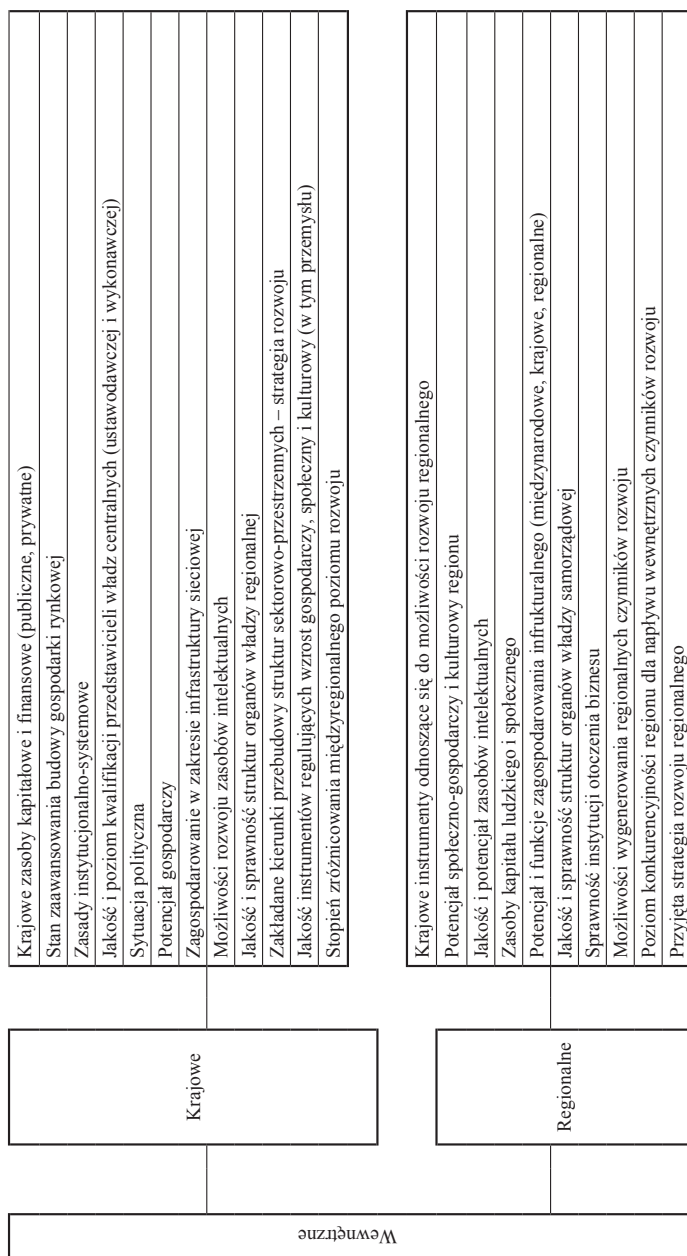 Wewnętrzne
Krajowe
Krajowe zasoby kapitałowe i finansowe (publiczne, prywatne)
Stan zaawansowania budowy gospodarki rynkowej
Zasady instytucjonalno-systemowe
Jakość i poziom kwalifikacji przedstawicieli władz centralnych (ustawodawczej i wykonawczej)
Sytuacja polityczna
Potencjał gospodarczy
Zagospodarowanie w zakresie infrastruktury sieciowej
Możliwości rozwoju zasobów intelektualnych
Jakość i sprawność struktur organów władzy regionalnej
Zakładane kierunki przebudowy struktur sektorowo-przestrzennych – strategia rozwoju
Jakość instrumentów regulujących wzrost gospodarczy, społeczny i kulturowy (w tym przemysłu)
Stopień zróżnicowania międzyregionalnego poziomu rozwoju
Regionalne
Krajowe instrumenty odnoszące się do możliwości rozwoju regionalnego
Potencjał społeczno-gospodarczy i kulturowy regionu
Jakość i potencjał zasobów intelektualnych
Zasoby kapitału ludzkiego i społecznego
Potencjał i funkcje zagospodarowania infrukturalnego (międzynarodowe, krajowe, regionalne)
Jakość i sprawność struktur organów władzy samorządowej
Sprawność instytucji otoczenia biznesu
Możliwości wygenerowania regionalnych czynników rozwoju
Poziom konkurencyjności regionu dla napływu wewnętrznych czynników rozwoju
Przyjęta strategia rozwoju regionalnego